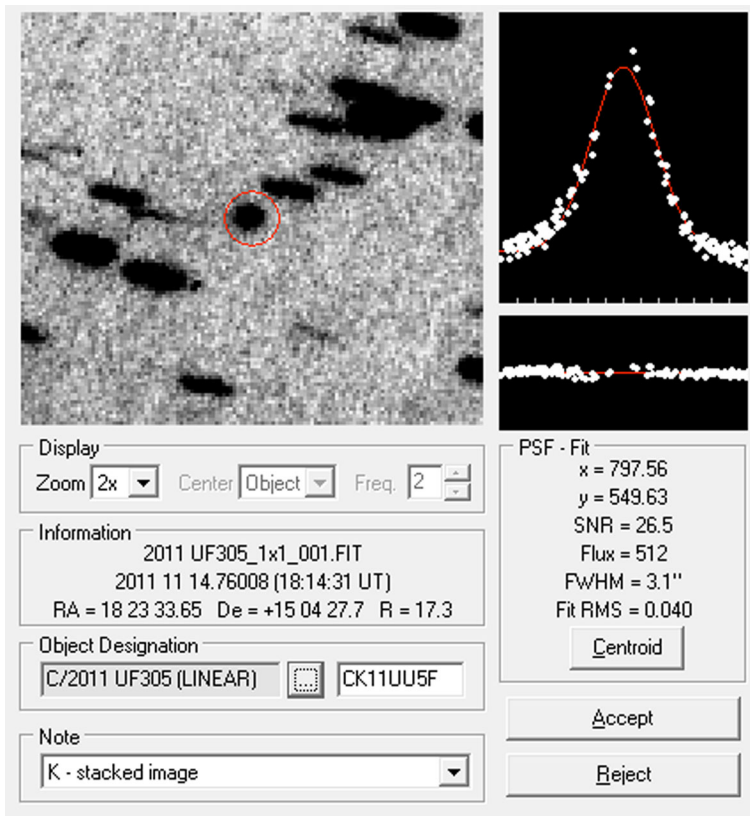 Display
Zoom 2x Center Object Freq. 2
Information
2011 UF305_1x1_001.FIT
2011 11 14.76008 (18:14:31 UT)
RA = 18 23 33.65 De = +15 04 27.7 R = 17.3
Object Designation
C/2011 UF305 (LINEAR) ... CK11UU5F
Note
K - stacked image
PSF - Fit
x = 797.56
y = 549.63
SNR = 26.5
Flux = 512
FWHM = 3.1"
Fit RMS = 0.040
Centroid
Accept
Reject